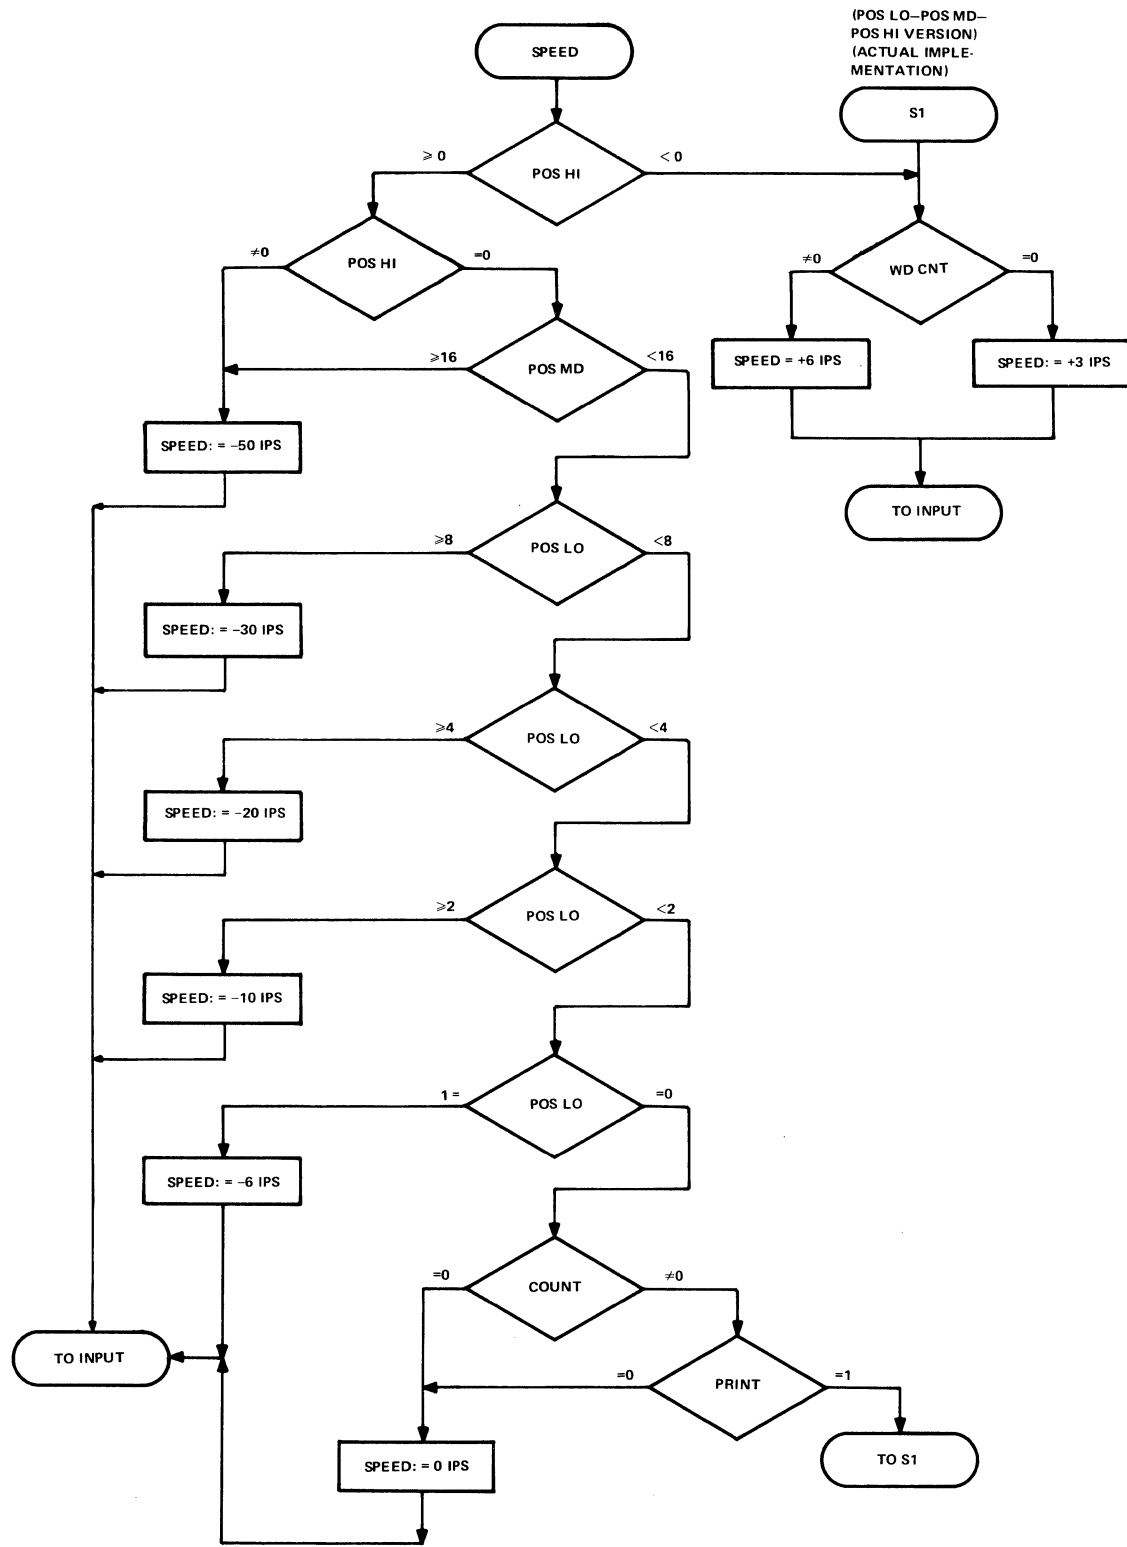 (POS LO–POS MD–
POS HI VERSION)
(ACTUAL IMPLE-
MENTATION)
SPEED
S1
≥ 0
POS HI
< 0
≠0
POS HI
=0
≠0
WD CNT
=0
≥16
POS MD
<16
SPEED = +6 IPS
SPEED: = +3 IPS
SPEED: = –50 IPS
TO INPUT
≥8
POS LO
<8
SPEED: = –30 IPS
≥4
POS LO
<4
SPEED: = –20 IPS
≥2
POS LO
<2
SPEED: = –10 IPS
1 =
POS LO
=0
SPEED: = –6 IPS
=0
COUNT
≠0
TO INPUT
=0
PRINT
=1
SPEED: = 0 IPS
TO S1